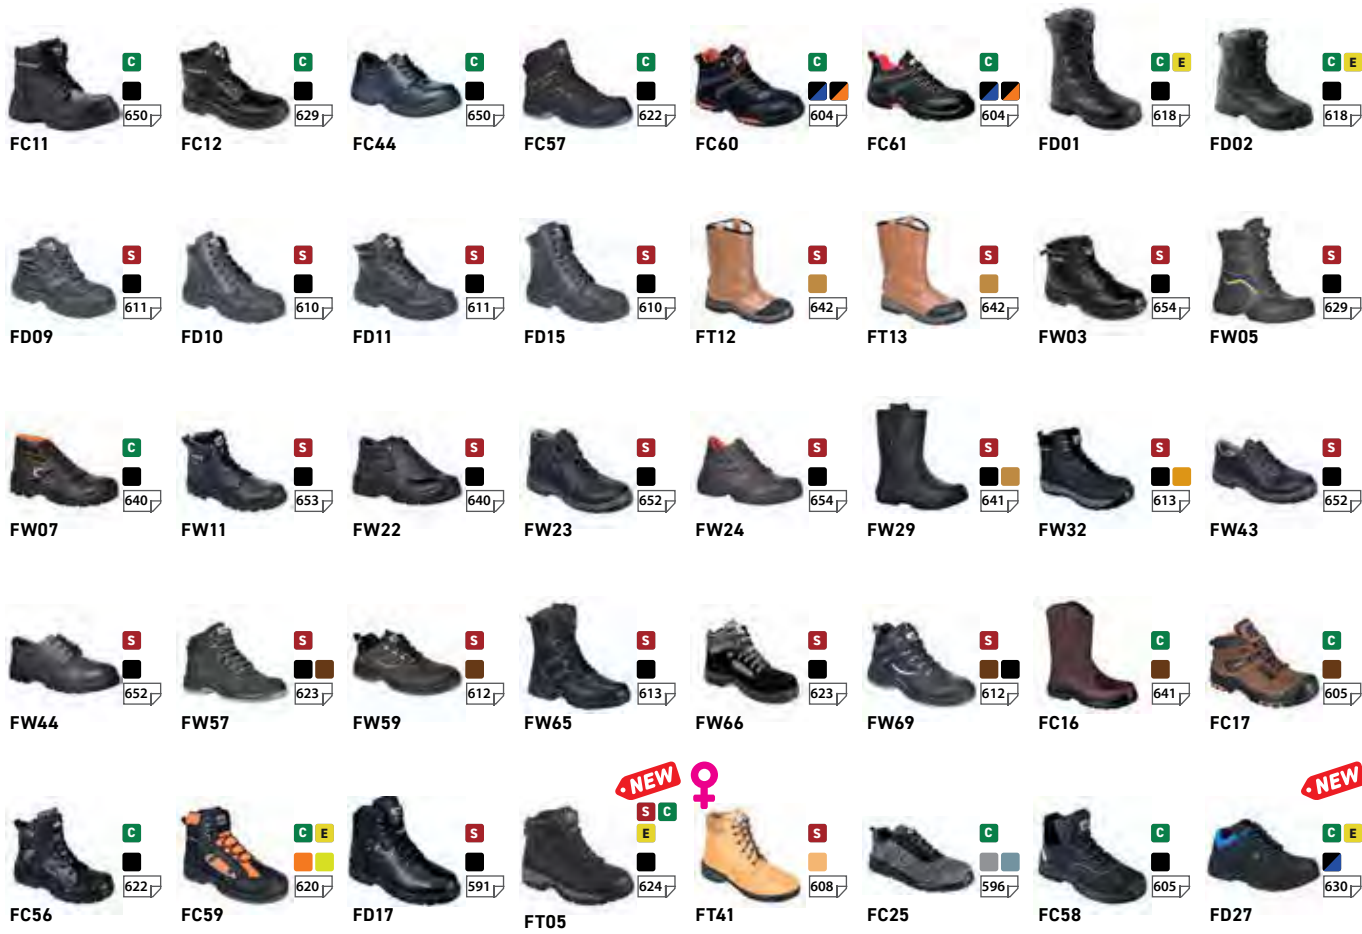 C C C C C C C E C E
650 629 650 622 604 604 618 618
FC11 FC12 FC44 FC57 FC60 FC61 FD01 FD02
S S S S S S S S
611 610 611 610 642 642 654 629
FD09 FD10 FD11 FD15 FT12 FT13 FW03 FW05
C S S S S S S S
640 653 640 652 654 641 613 652
FW07 FW11 FW22 FW23 FW24 FW29 FW32 FW43
S S S S S S C C
652 623 612 613 623 612 641 605
FW44 FW57 FW59 FW65 FW66 FW69 FC16 FC17
NEW NEW
S C
C C E S E S C C C E
622 620 591 624 608 596 605 630
FC56 FC59 FD17 FT05 FT41 FC25 FC58 FD27